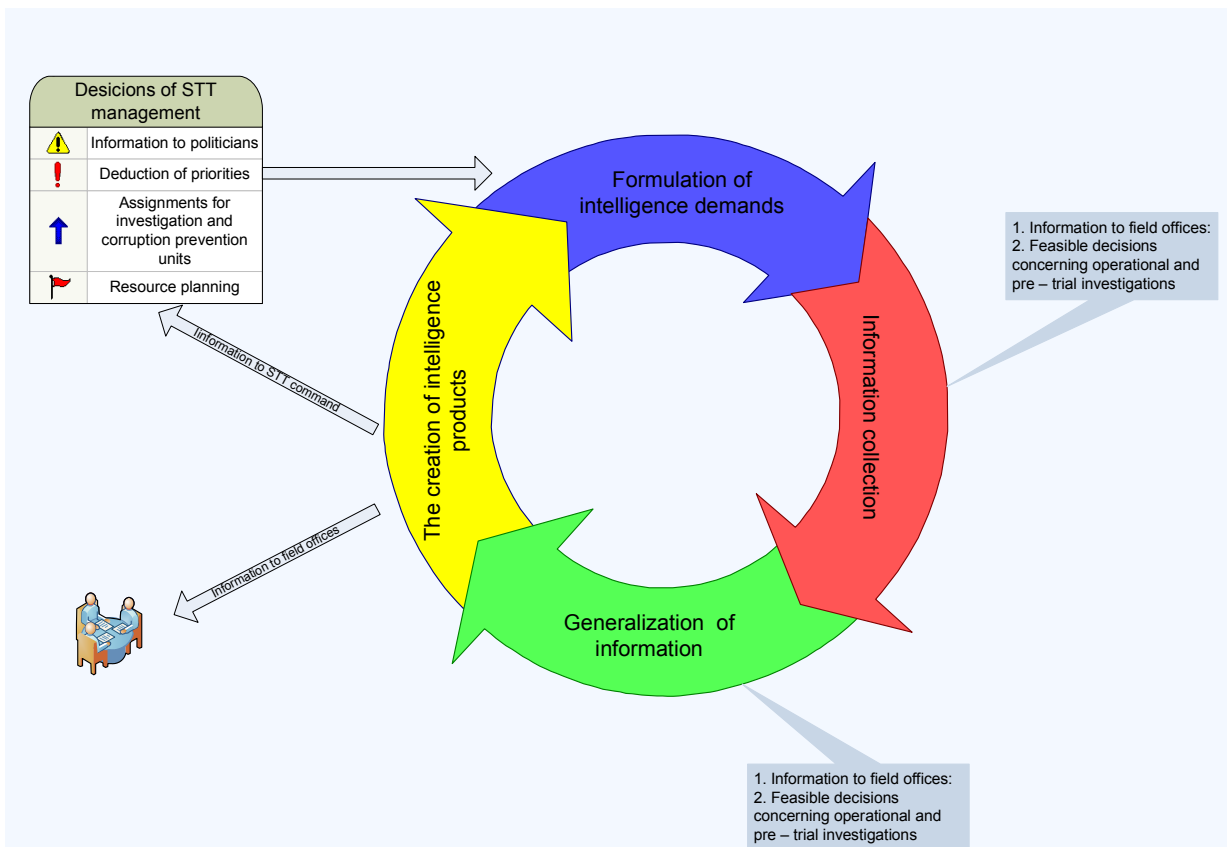 Desicions of STT
management
Information to politicians
Deduction of priorities
Assignments for
investigation and
corruption prevention
units
Resource planning
Formulation of
intelligence demands
1. Information to field offices:
2. Feasible decisions
concerning operational and
pre – trial investigations
Information collection
The creation of intelligence
products
Iinformation to STT command
Information to field offices
Generalization of
information
1. Information to field offices:
2. Feasible decisions
concerning operational and
pre – trial investigations